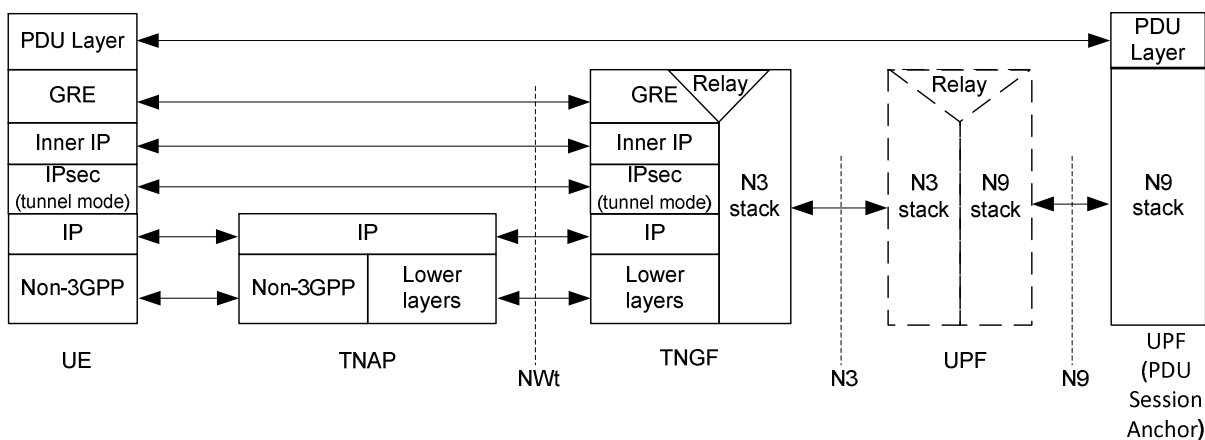 PDU Layer
PDU
Layer
GRE
GRE
Relay
Relay
Inner IP
Inner IP
IPsec
(tunnel mode)
IPsec
(tunnel mode)
N3
stack
N3
stack
N9
stack
N9
stack
IP
IP
IP
Non-3GPP
Non-3GPP
Lower
layers
Lower
layers
UE
TNAP
NWt
TNGF
N3
UPF
N9
UPF
(PDU
Session
Anchor)